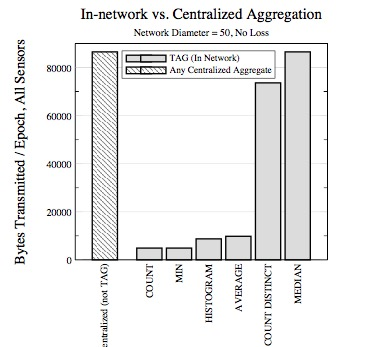 In-network vs. Centralized Aggregation
Network Diameter = 50, No Loss
Bytes Transmitted / Epoch, All Sensors
80000
60000
40000
20000
0
TAG (In Network)
Any Centralized Aggregate
entralized (not TAG)
COUNT
MIN
HISTOGRAM
AVERAGE
COUNT DISTINCT
MEDIAN